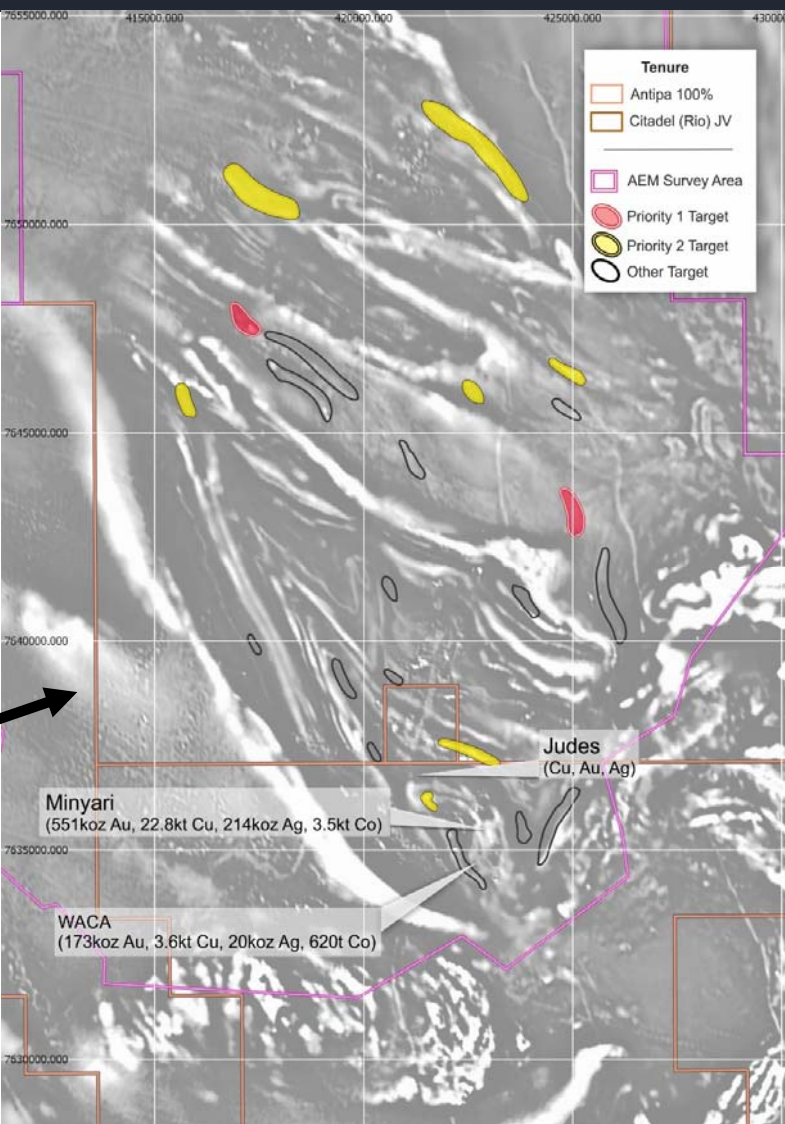 7655000.000
415000.000
420000.000
425000.000
Tenure
Antipa 100%
Citadel (Rio) JV
AEM Survey Area
Priority 1 Target
Priority 2 Target
Other Target
7650000.000
7645000.000
7640000.000
Judes
(Cu, Au, Ag)
Minyari
(551koz Au, 22.8kt Cu, 214koz Ag, 3.5kt Co)
7635000.000
WACA
(173koz Au, 3.6kt Cu, 20koz Ag, 620t Co)
7630000.000